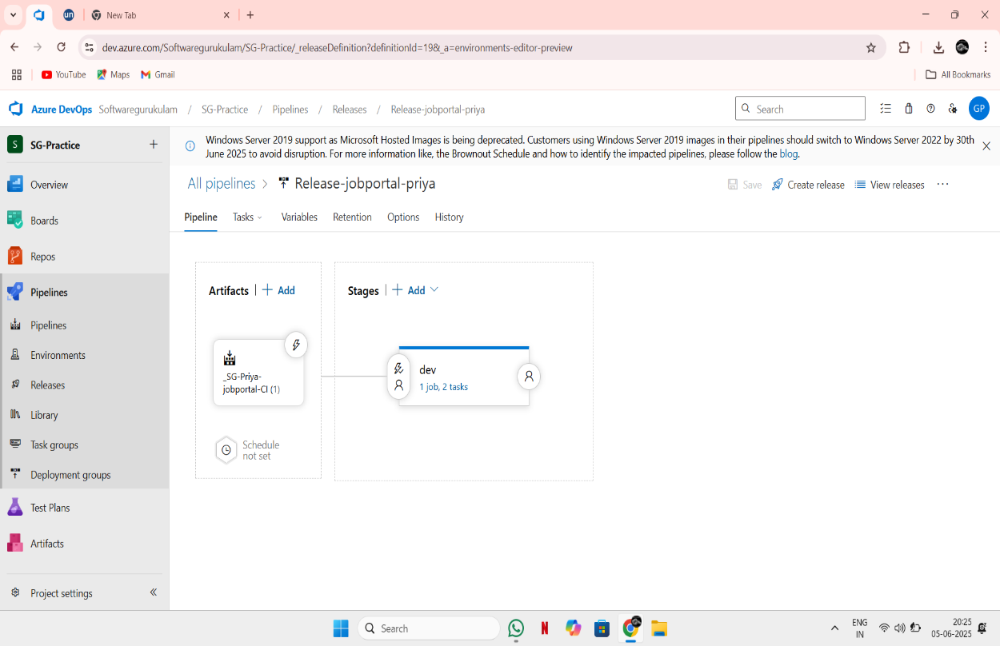 un
New Tab
dev.azure.com/Softwaregurukulam/SG-Practice/_releaseDefinition?definitionId=19&_a=environments-editor-preview
YouTube Maps Gmail All Bookmarks
Azure DevOps Softwaregurukulam / SG-Practice / Pipelines / Releases / Release-jobportal-priya
Search
GP
S SG-Practice
Overview
Boards
Repos
Pipelines
Pipelines
Environments
Releases
Library
Task groups
Deployment groups
Test Plans
Artifacts
Project settings
Windows Server 2019 support as Microsoft Hosted Images is being deprecated. Customers using Windows Server 2019 images in their pipelines should switch to Windows Server 2022 by 30th
June 2025 to avoid disruption. For more information like, the Brownout Schedule and how to identify the impacted pipelines, please follow the blog.
All pipelines > Release-jobportal-priya
Save Create release View releases ...
Pipeline Tasks Variables Retention Options History
Artifacts | + Add
Stages | + Add
_SG-Priya-
jobportal-CI (1)
Schedule
not set
dev
1 job, 2 tasks
Search
N
ENG
IN
20:25
05-06-2025